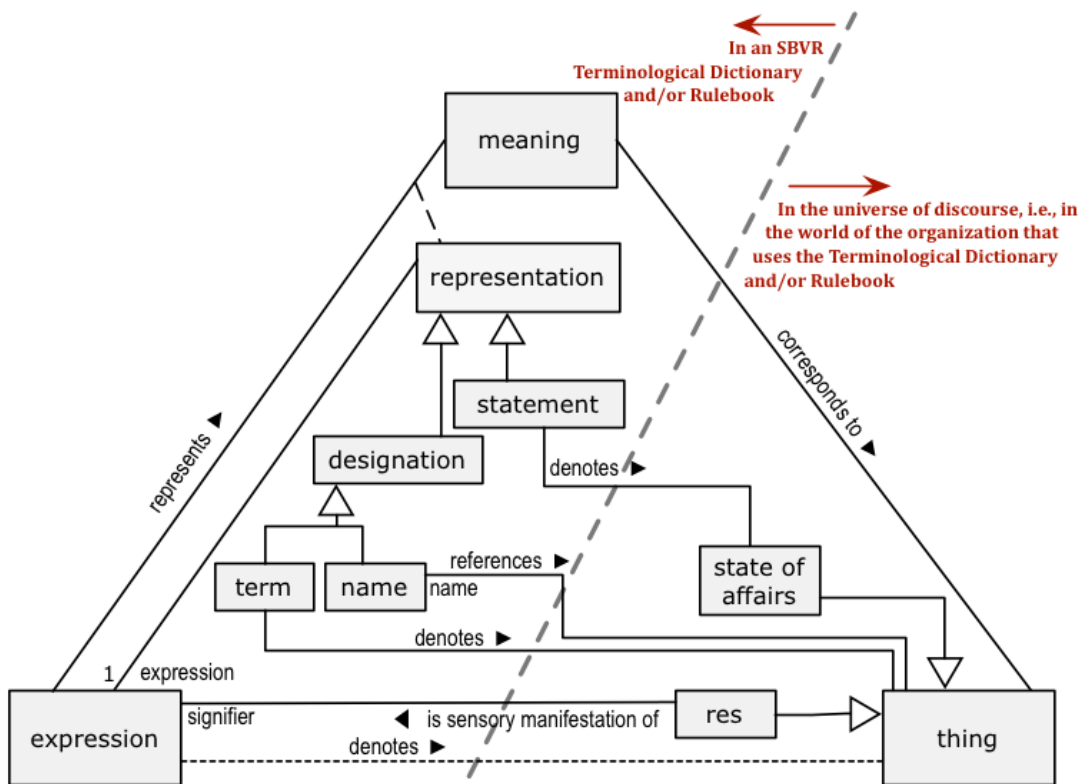 In an SBVR
Terminological Dictionary
and/or Rulebook
meaning
In the universe of discourse, i.e., in
the world of the organization that
uses the Terminological Dictionary
and/or Rulebook
representation
corresponds to ▶
statement
represents ▶
designation
denotes ▶
references ▶
term
name
name
state of
affairs
denotes ▶
1 expression
signifier
◀ is sensory manifestation of
res
expression
denotes ▶
thing